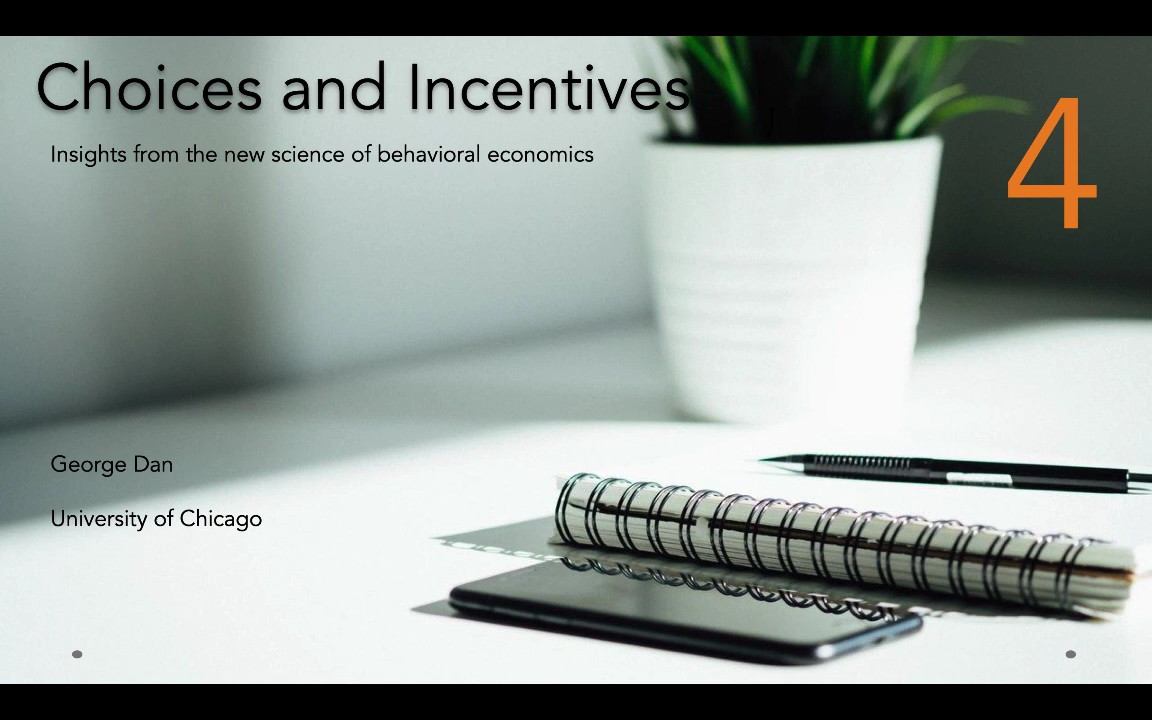 Choices and Incentives
4
Insights from the new science of behavioral economics
George Dan
University of Chicago